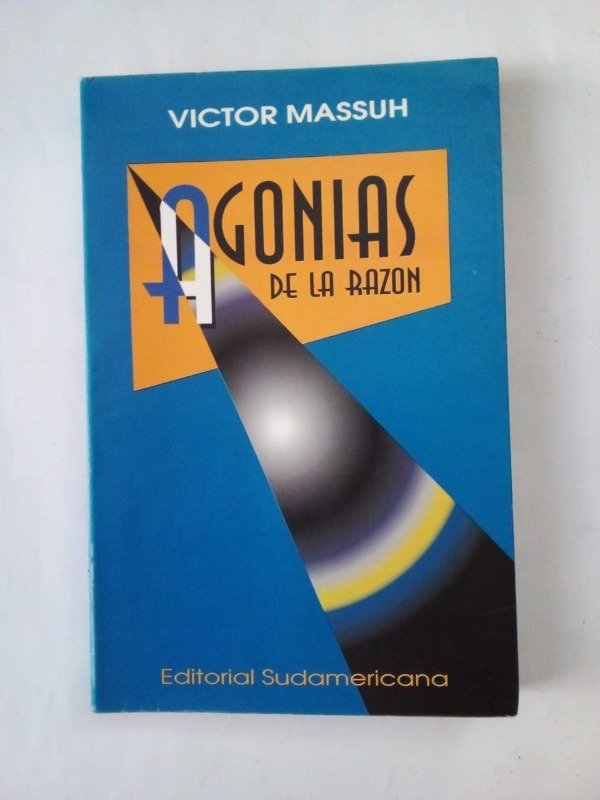 VICTOR MASSUH
AGONIAS
DE LA RAZON
Editorial Sudamericana